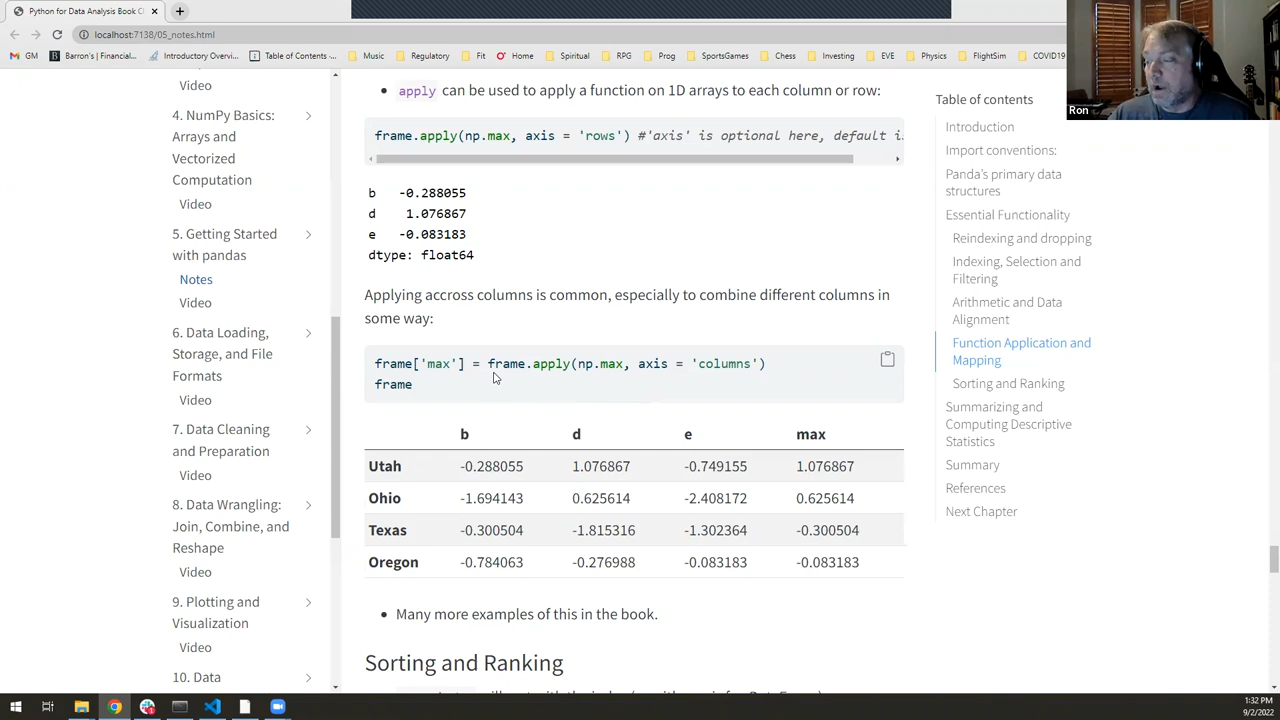 Python for Data Analysis Book Cl
localhost:7138/05_notes.html
GM
Barron's | Financial...
Introductory
Table of Contents...
Music
Social
RPG
Home
SportsGames
Chess
EVE
Physics
FlightSim
COVID19
Ron
Video
4. NumPy Basics:
Arrays and
Vectorized
Computation
Video
5. Getting Started
with pandas
Notes
Video
6. Data Loading,
Storage, and File
Formats
Video
7. Data Cleaning
and Preparation
Video
8. Data Wrangling:
Join, Combine, and
Reshape
Video
9. Plotting and
Visualization
Video
10. Data
apply can be used to apply a function on 1D arrays to each column or row:
frame.apply(np.max, axis = 'rows') #'axis' is optional here, default i
b -0.288055
d 1.076867
e -0.083183
dtype: float64
Applying accross columns is common, especially to combine different columns in
some way:
frame['max'] = frame.apply(np.max, axis = 'columns')
frame
b d e max
Utah -0.288055 1.076867 -0.749155 1.076867
Ohio -1.694143 0.625614 -2.408172 0.625614
Texas -0.300504 -1.815316 -1.302364 -0.300504
Oregon -0.784063 -0.276988 -0.083183 -0.083183
Many more examples of this in the book.
Sorting and Ranking
Table of contents
Introduction
Import conventions:
Panda's primary data
structures
Essential Functionality
Reindexing and dropping
Indexing, Selection and
Filtering
Arithmetic and Data
Alignment
Function Application and
Mapping
Sorting and Ranking
Summarizing and
Computing Descriptive
Statistics
Summary
References
Next Chapter
1:32 PM
9/2/2022